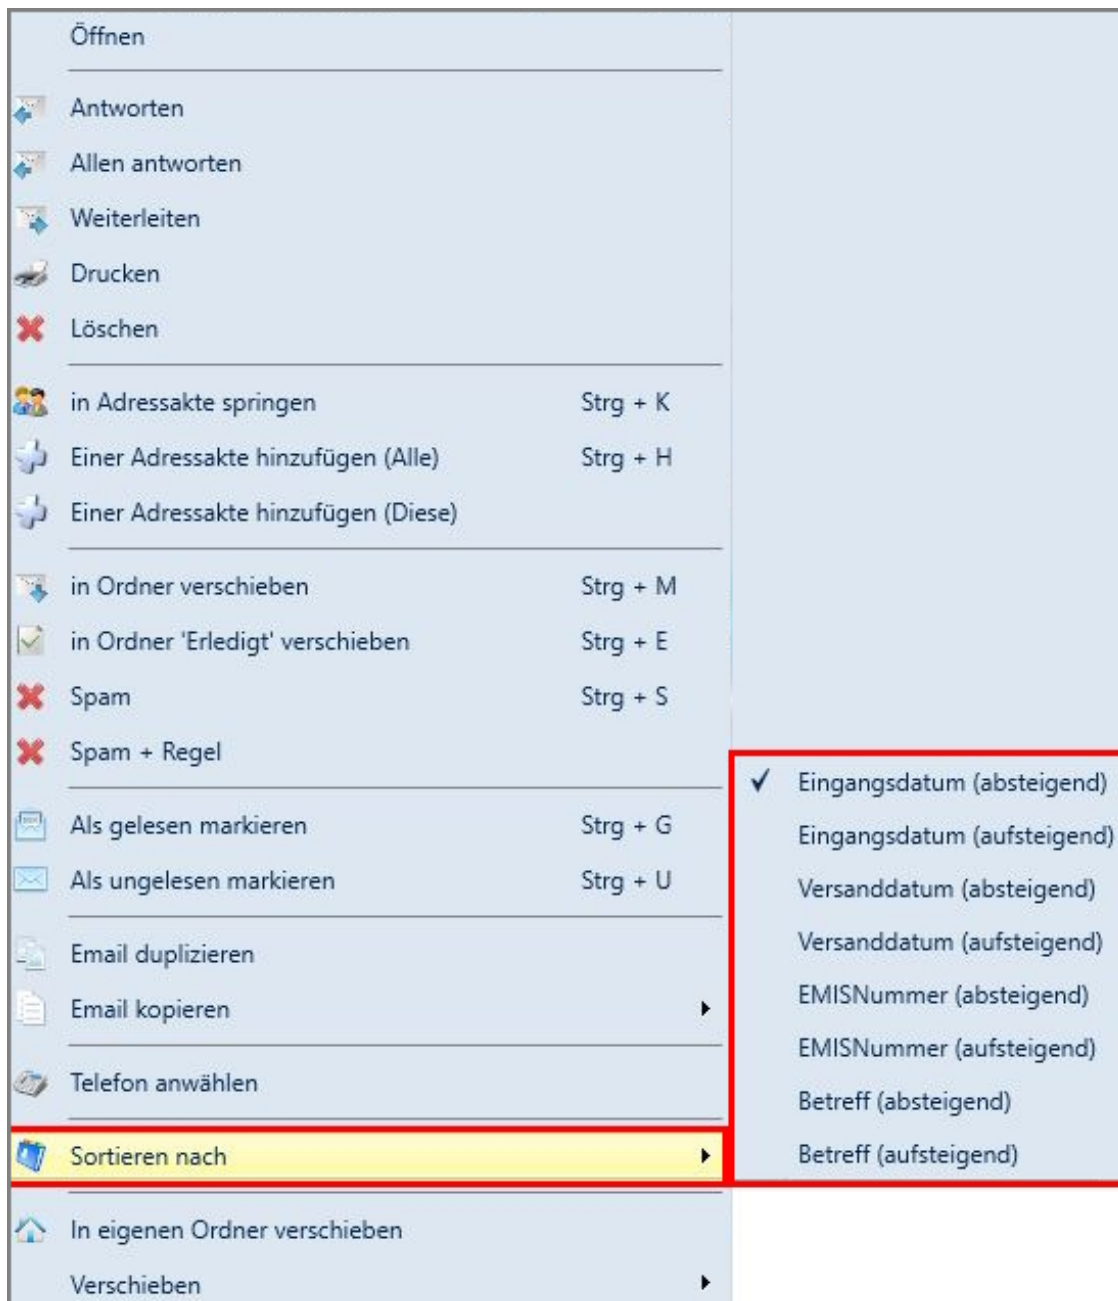 Öffnen
Antworten
Allen antworten
Weiterleiten
Drucken
Löschen
in Adressakte springen Strg + K
Einer Adressakte hinzufügen (Alle) Strg + H
Einer Adressakte hinzufügen (Diese)
in Ordner verschieben Strg + M
in Ordner 'Erledigt' verschieben Strg + E
Spam Strg + S
Spam + Regel
Als gelesen markieren Strg + G
Als ungelesen markieren Strg + U
Email duplizieren
Email kopieren
Telefon anwählen
Sortieren nach
In eigenen Ordner verschieben
Verschieben
Eingangsdatum (absteigend)
Eingangsdatum (aufsteigend)
Versanddatum (absteigend)
Versanddatum (aufsteigend)
EMISNummer (absteigend)
EMISNummer (aufsteigend)
Betreff (absteigend)
Betreff (aufsteigend)